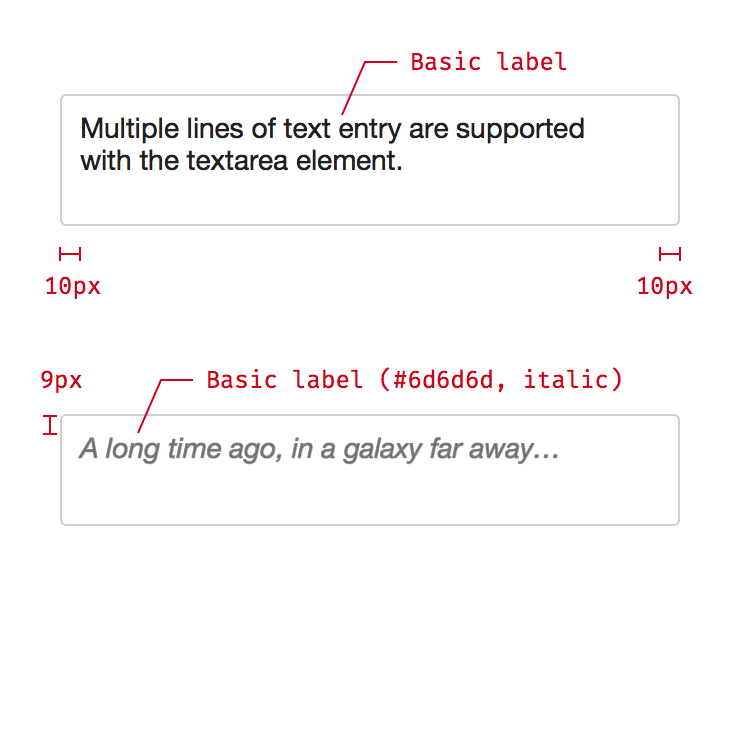 Basic label
Multiple lines of text entry are supported
with the textarea element.
10px 10px
9px Basic label (#6d6d6d, italic)
A long time ago, in a galaxy far away…